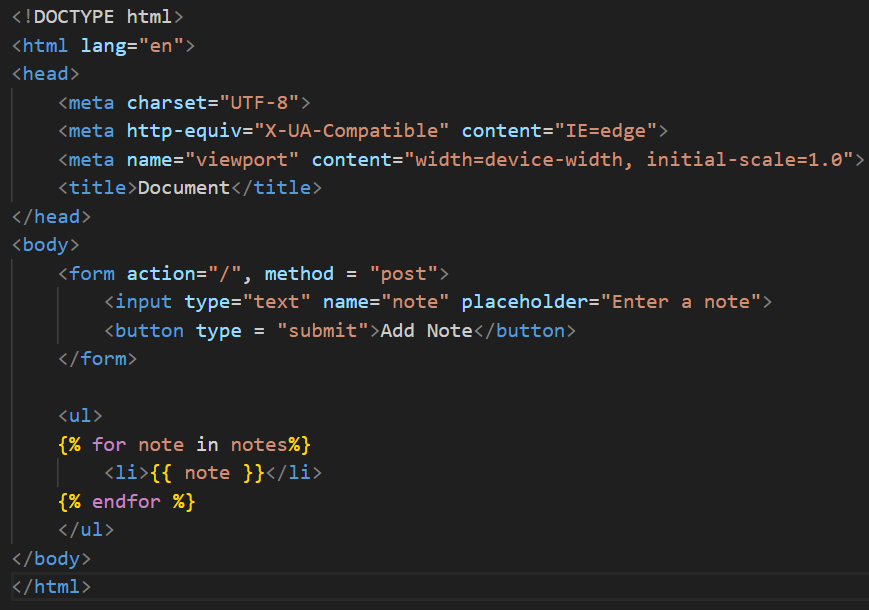 <!DOCTYPE html>
<html lang="en">
<head>
    <meta charset="UTF-8">
    <meta http-equiv="X-UA-Compatible" content="IE=edge">
    <meta name="viewport" content="width=device-width, initial-scale=1.0">
    <title>Document</title>
</head>
<body>
    <form action="/", method = "post">
        <input type="text" name="note" placeholder="Enter a note">
        <button type = "submit">Add Note</button>
    </form>

    <ul>
    {% for note in notes%}
        <li>{{ note }}</li>
    {% endfor %}
    </ul>
</body>
</html>